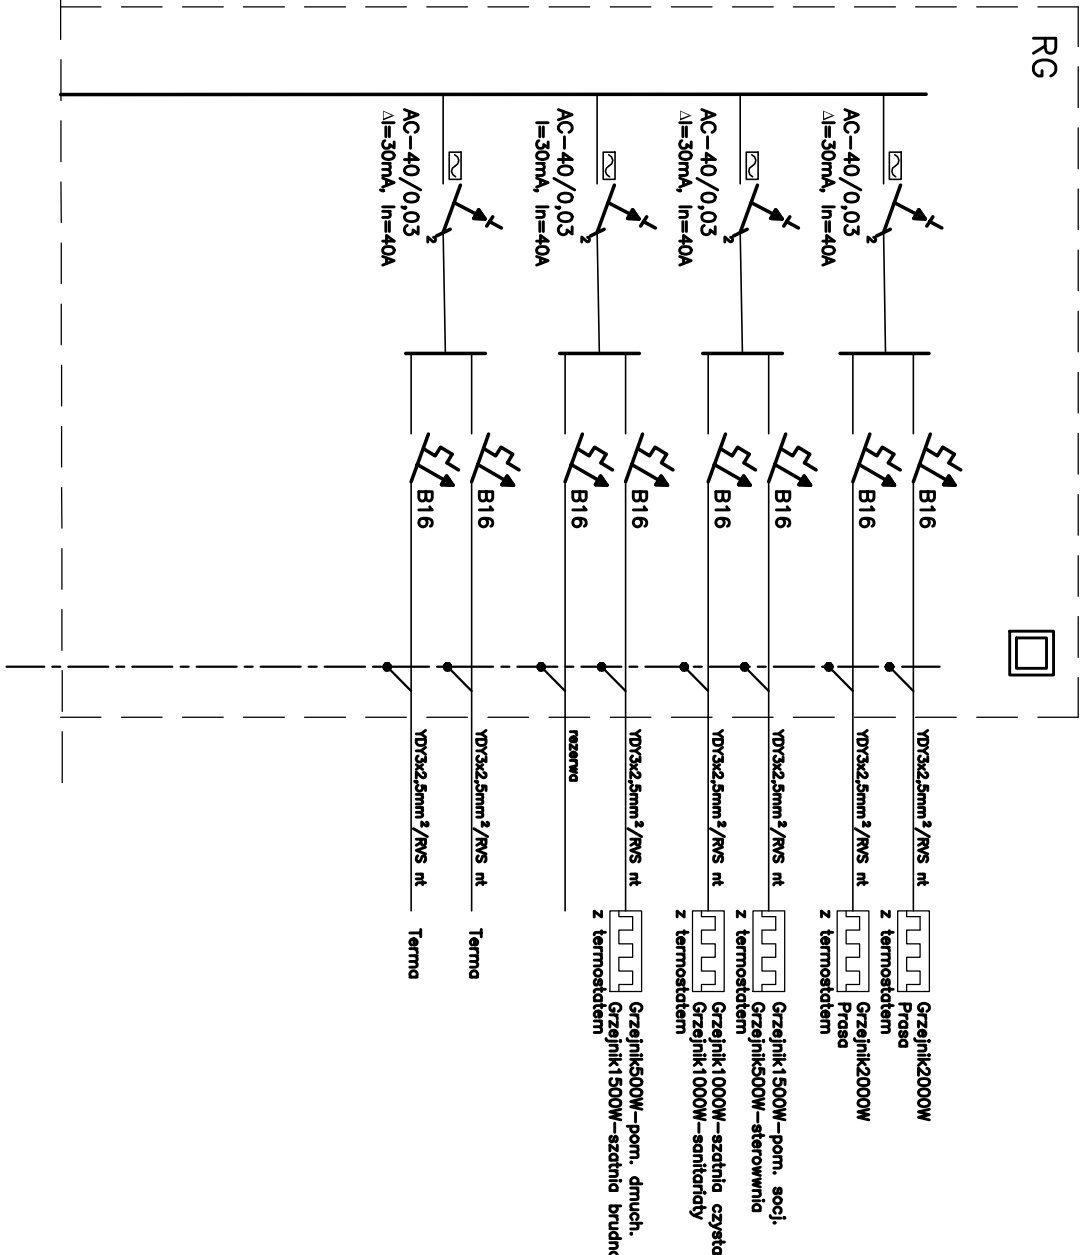 RG
AC-40/0,03
ΔI=30mA, In=40A
2
AC-40/0,03
ΔI=30mA, In=40A
2
AC-40/0,03
I=30mA, In=40A
2
AC-40/0,03
ΔI=30mA, In=40A
2
B16
B16
B16
B16
B16
B16
B16
B16
YDY3x2,5mm²/RVS nt
Grzejnik2000W
Prasa
z termostatem
YDY3x2,5mm²/RVS nt
Grzejnik2000W
Prasa
z termostatem
YDY3x2,5mm²/RVS nt
Grzejnik1500W-pom. socj.
Grzejnik500W-sterownia
z termostatem
YDY3x2,5mm²/RVS nt
Grzejnik1000W-szatnia czysta
Grzejnik1000W-sanitariaty
z termostatem
YDY3x2,5mm²/RVS nt
Grzejnik500W-pom. dmuch.
Grzejnik1500W-szatnia brudna
z termostatem
rezerwa
YDY3x2,5mm²/RVS nt
Terma
YDY3x2,5mm²/RVS nt
Terma